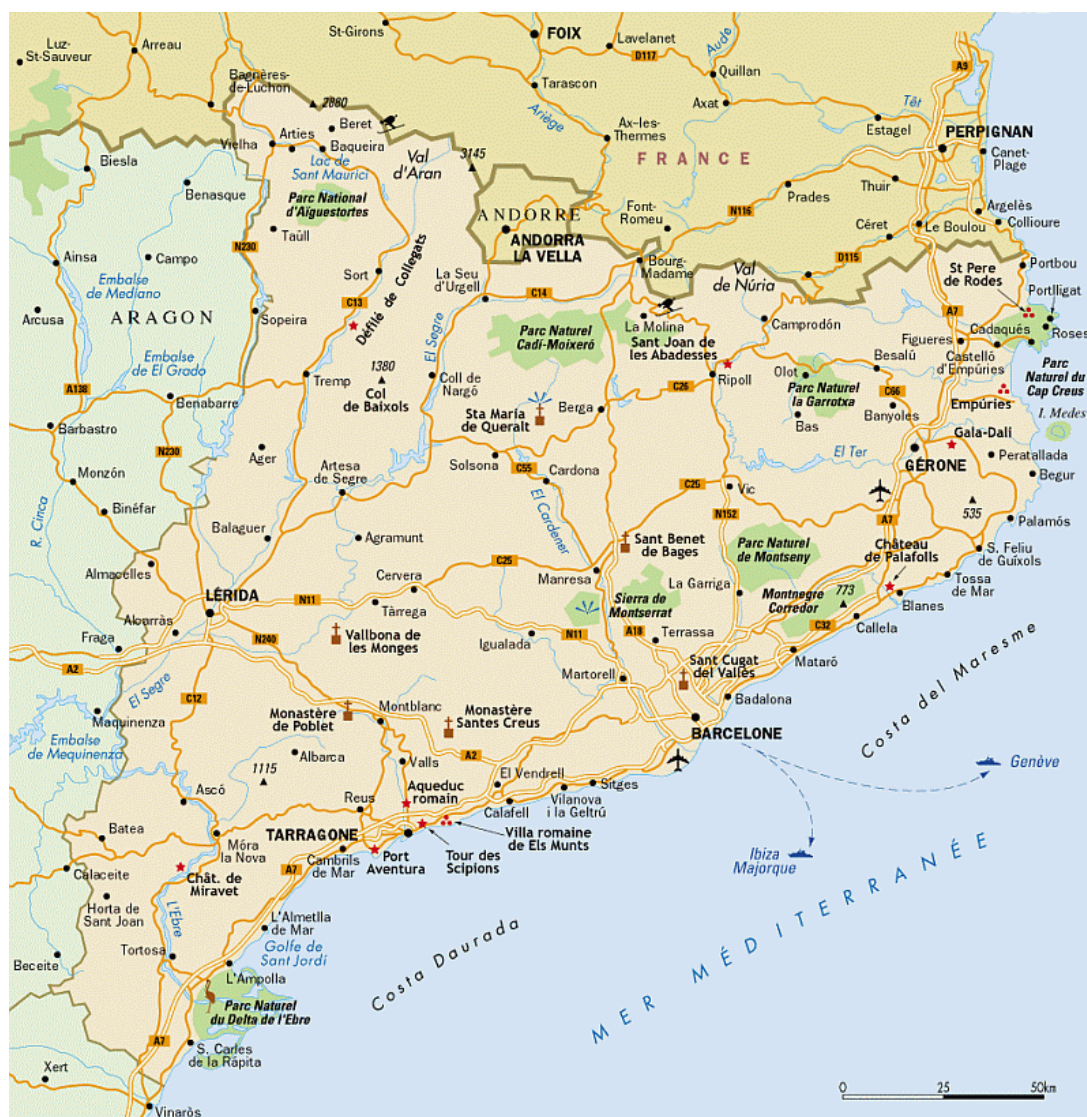 Luz-
St-Sauveur
Arreau
St-Girons
FOIX
Lavelanet
D117
Aude
Quillan
A9
Bagnères-
de-Luchon
2880
Tarascon
Ariège
Axat
Têt
Estagel
Beret
Arties
Vielha
Baqueira
Lac de
Sant Maurici
Val
d'Aran
3145
Ax-les-
Thermes
FRANCE
PERPIGNAN
Canet-
Plage
Biesla
Benasque
Parc National
d'Aiguestortes
ANDORRE
ANDORRA
LA VELLA
Font-
Romeu
Prades
Thuir
N116
Argelès
Collioure
Céret
Le Boulou
Taüll
N230
Ainsa
Campo
Embalse
de Mediano
Sort
Défilé de Collegats
La Seu
d'Urgell
C14
Bourg-
Madame
Val
de Núria
D115
St Pere
de Rodes
Portbou
Portlligat
Arcusa
ARAGON
Sopeira
C13
El Segre
Parc Naturel
Cadí-Moixeró
La Molina
Sant Joan de
les Abadesses
Camprodón
A7
Figueres
Cadaqués
Roses
Embalse
de El Grado
1380
Col
de Baixols
Coll de
Nargó
Tremp
Ripoll
Olot
Besalú
Castelló
d'Empúries
Parc
Naturel du
Cap Creus
A138
Benabarre
Sta María
de Queralt
Berga
C26
Parc Naturel
la Garrotxa
C66
Banyoles
Empúries
I. Medes
Barbastro
N230
Ager
Bas
El Ter
Gala-Dalí
GÉRONE
Peratallada
Begur
Monzón
Artesa
de Segre
Solsona
C55
Cardona
C25
Vic
R. Cinca
Binéfar
El Cardener
N152
A7
535
Palamós
Balaguer
Agramunt
Sant Benet
de Bages
Parc Naturel
de Montseny
Château
de Palafolls
S. Feliu
de Guíxols
Almacelles
Cervera
C25
Manresa
La Garriga
Montnegre
Corredor
773
Tossa
de Mar
LÉRIDA
N11
Tàrrega
Sierra de
Montserrat
Blanes
Alcarràs
N240
Vallbona de
les Monges
Igualada
N11
A18
Terrassa
C32
Callela
Fraga
A2
Martorell
Sant Cugat
del Vallès
Mataró
El Segre
C12
Badalona
Costa del Maresme
Maquinenza
Monastère
de Poblet
Montblanc
Monastère
Santes Creus
BARCELONE
Embalse
de Mequinenza
Albarca
A2
Valls
Genève
1115
El Vendrell
Sitges
Ascó
Reus
Aqueduc
romain
Calafell
Vilanova
i la Geltrú
Batea
TARRAGONE
Villa romaine
de Els Munts
Móra
la Nova
Cambrils
de Mar
Port
Aventura
Tour des
Scipions
Ibiza
Majorque
Calaceite
Chât. de
Miravet
A7
Horta de
Sant Joan
L'Ebre
L'Almetlla
de Mar
Golfe de
Sant Jordí
Costa Daurada
MER MÉDITERRANÉE
Beceite
Tortosa
L'Ampolla
Parc Naturel
du Delta de l'Ebre
A7
S. Carles
de la Ràpita
Xert
Vinaròs
0 25 50km